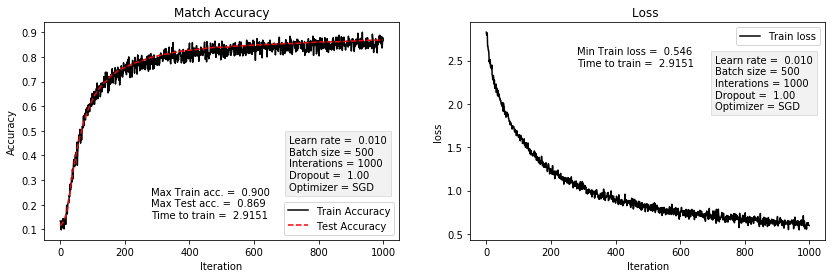 Match Accuracy
0.9
0.8
0.7
0.6
0.5
0.4
0.3
0.2
0.1
Accuracy
0 200 400 600 800 1000
Iteration
Learn rate = 0.010
Batch size = 500
Interations = 1000
Dropout = 1.00
Optimizer = SGD
Max Train acc. = 0.900
Max Test acc. = 0.869
Time to train = 2.9151
Train Accuracy
Test Accuracy
Loss
2.5
2.0
1.5
1.0
0.5
loss
0 200 400 600 800 1000
Iteration
Train loss
Min Train loss = 0.546
Time to train = 2.9151
Learn rate = 0.010
Batch size = 500
Interations = 1000
Dropout = 1.00
Optimizer = SGD